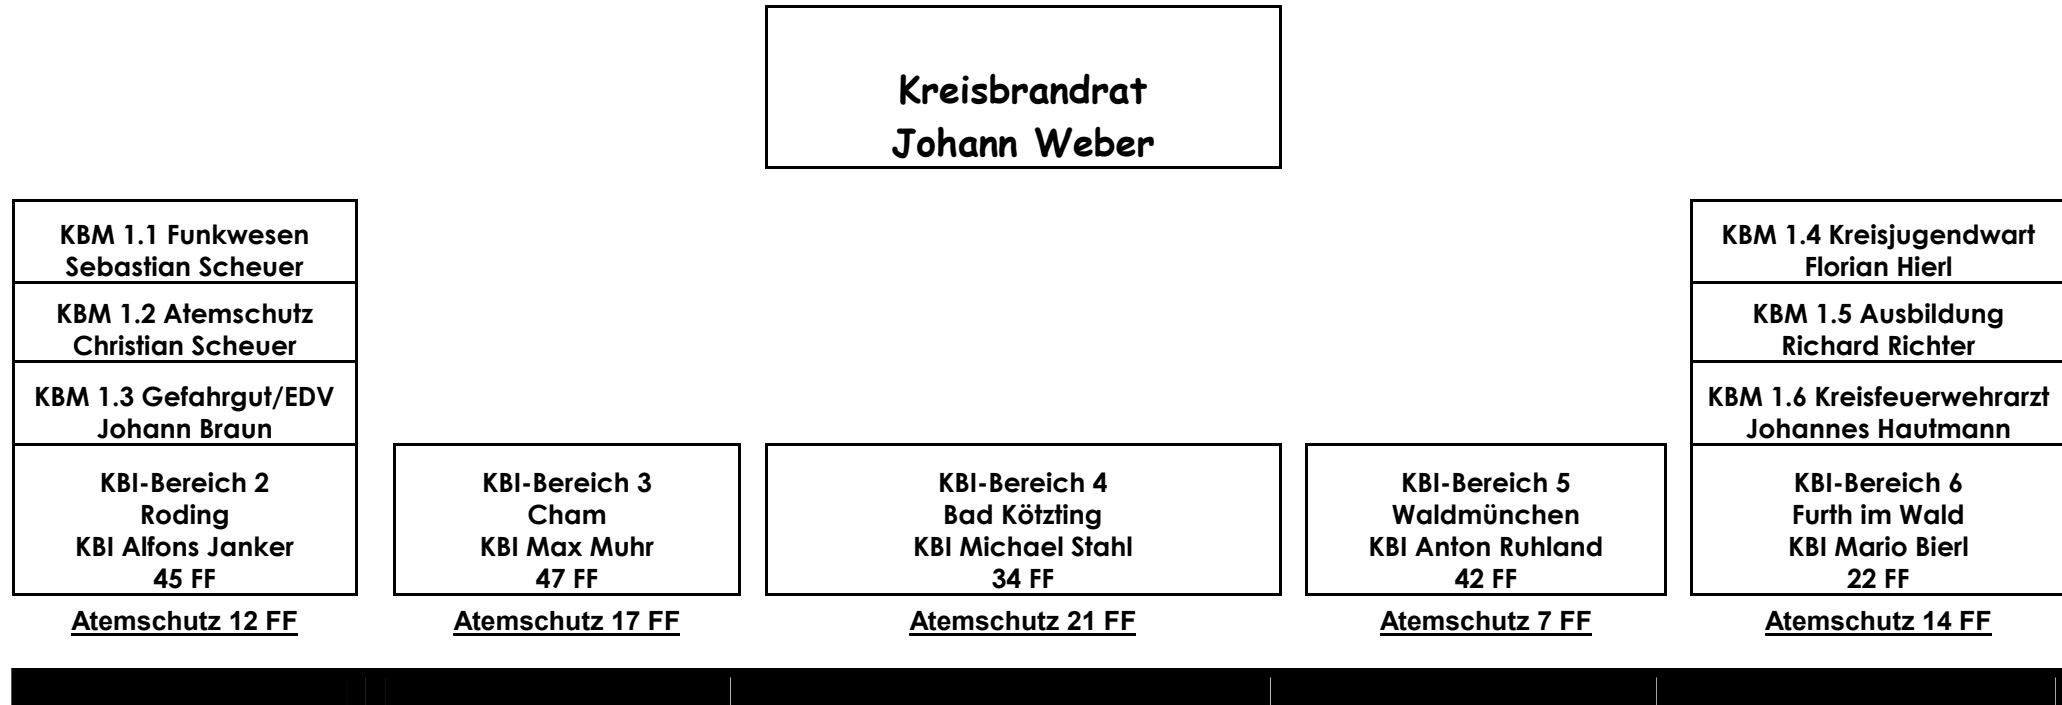 Kreisbrandrat
Johann Weber
KBM 1.1 Funkwesen
Sebastian Scheuer
KBM 1.2 Atemschutz
Christian Scheuer
KBM 1.3 Gefahrgut/EDV
Johann Braun
KBM 1.4 Kreisjugendwart
Florian Hierl
KBM 1.5 Ausbildung
Richard Richter
KBM 1.6 Kreisfeuerwehrarzt
Johannes Hautmann
KBI-Bereich 2
Roding
KBI Alfons Janker
45 FF
Atemschutz 12 FF
KBI-Bereich 3
Cham
KBI Max Muhr
47 FF
Atemschutz 17 FF
KBI-Bereich 4
Bad Kötzting
KBI Michael Stahl
34 FF
Atemschutz 21 FF
KBI-Bereich 5
Waldmünchen
KBI Anton Ruhland
42 FF
Atemschutz 7 FF
KBI-Bereich 6
Furth im Wald
KBI Mario Bierl
22 FF
Atemschutz 14 FF